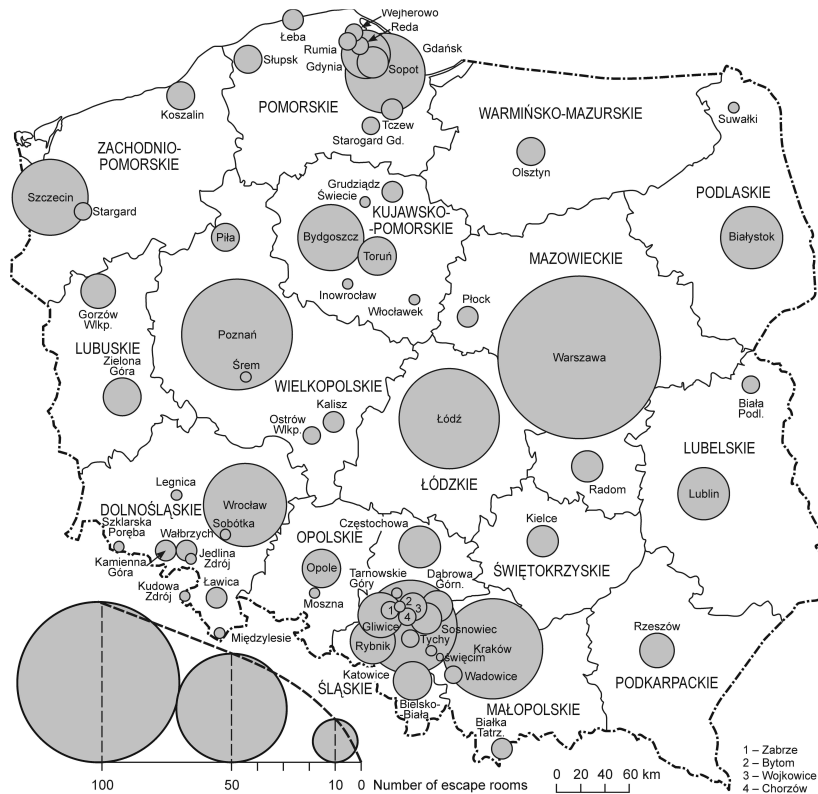 Wejherowo
Łeba
Reda
Rumia
Gdańsk
Słupsk
Gdynia
Sopot
POMORSKIE
Koszalin
WARMIŃSKO-MAZURSKIE
Suwałki
Tczew
Starogard Gd.
ZACHODNIO-
POMORSKIE
Olsztyn
Grudziądz
Szczecin
Świecie
PODLASKIE
Stargard
KUJAWSKO-
-POMORSKIE
Piła
Bydgoszcz
Białystok
Toruń
MAZOWIECKIE
Inowrocław
Płock
Gorzów
Wlkp.
Włocławek
Poznań
LUBUSKIE
Warszawa
Zielona
Góra
Śrem
WIELKOPOLSKIE
Kalisz
Biała
Podl.
Ostrów
Wlkp.
Łódź
LUBELSKIE
Legnica
ŁÓDZKIE
Radom
Lublin
DOLNOŚLĄSKIE
Wrocław
Szklarska
Poręba
Sobótka
Częstochowa
Kielce
Wałbrzych
OPOLSKIE
Kamienna
Góra
Jedlina
Zdrój
Opole
ŚWIĘTOKRZYSKIE
Tarnowskie
Góry
Dąbrowa
Górn.
Kudowa
Zdrój
Ławica
Moszna
1
2
3
4
Gliwice
Sosnowiec
Rzeszów
Międzylesie
Rybnik
Tychy
Kraków
Oświęcim
Katowice
Wadowice
PODKARPACKIE
ŚLĄSKIE
Bielsko-
Białą
MAŁOPOLSKIE
Białka
Tatrz.
100
50
10
0
Number of escape rooms
0 20 40 60 km
1 – Zabrze
2 – Bytom
3 – Wojkowice
4 – Chorzów